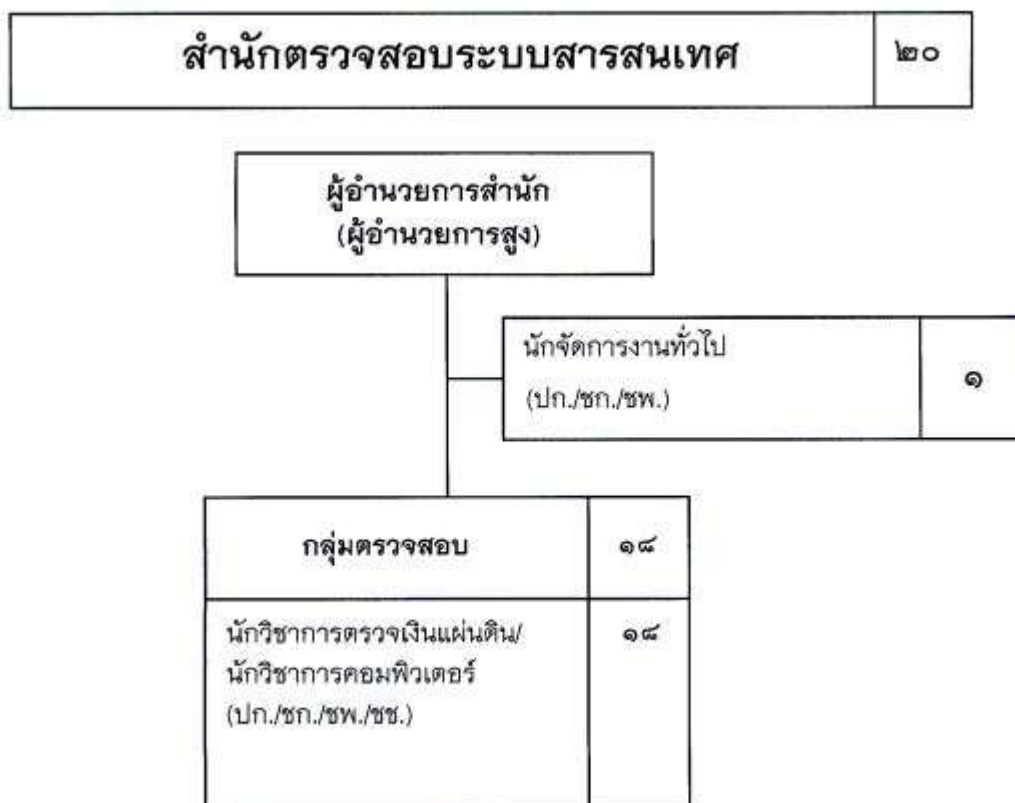 สำนักตรวจสอบระบบสารสนเทศ ๒๐
ผู้อำนวยการสำนัก
(ผู้อำนวยการสูง)
นักจัดการงานทั่วไป
(ปก./ชก./ชพ.)
๑
กลุ่มตรวจสอบ ๑๘
นักวิชาการตรวจเงินแผ่นดิน/ ๑๘
นักวิชาการคอมพิวเตอร์
(ปก./ชก./ชพ./ชช.)